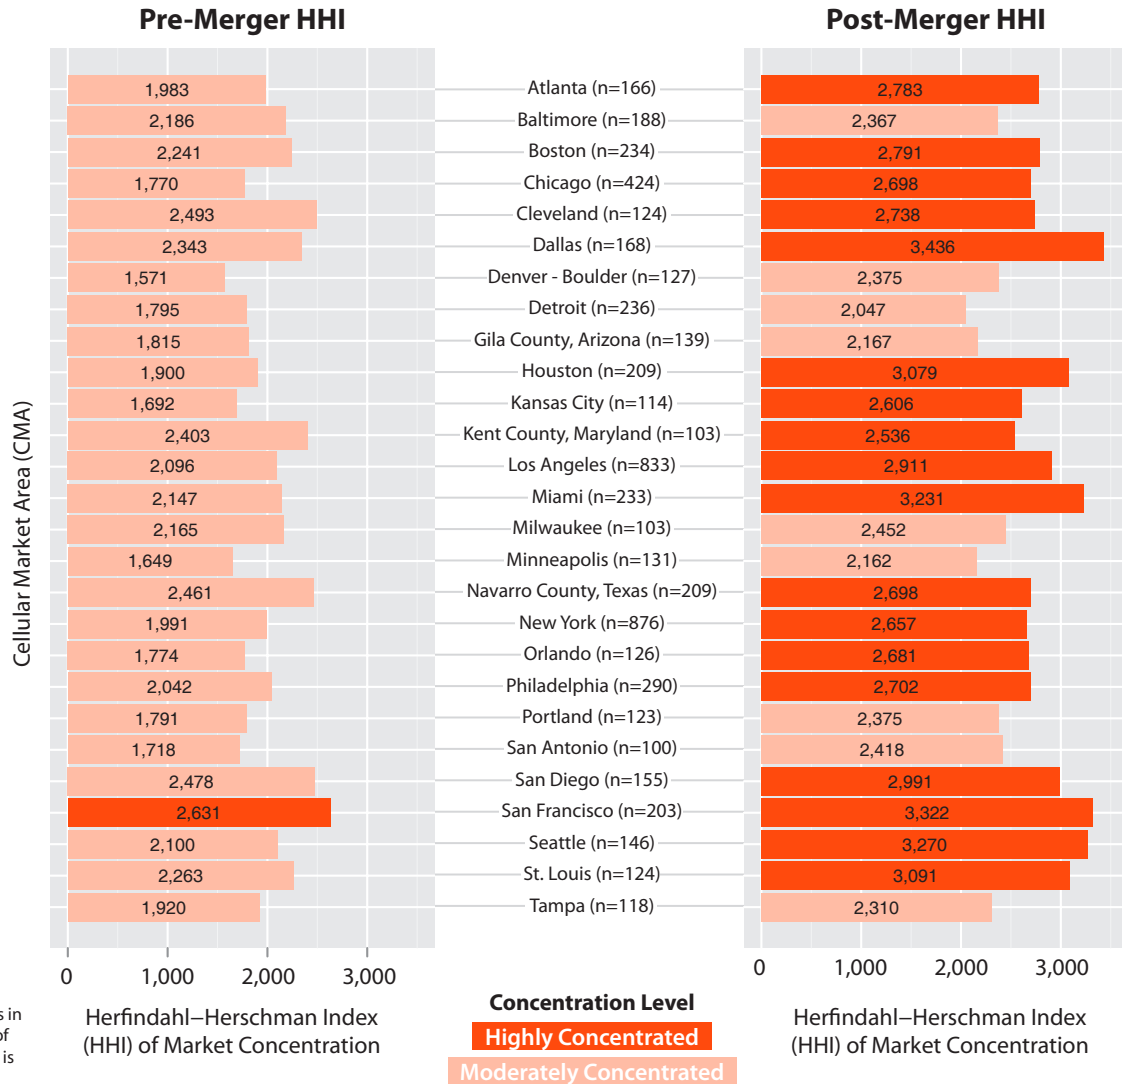 Pre-Merger HHI Post-Merger HHI
1,983 Atlanta (n=166) 2,783
2,186 Baltimore (n=188) 2,367
2,241 Boston (n=234) 2,791
1,770 Chicago (n=424) 2,698
2,493 Cleveland (n=124) 2,738
2,343 Dallas (n=168) 3,436
1,571 Denver - Boulder (n=127) 2,375
1,795 Detroit (n=236) 2,047
1,815 Gila County, Arizona (n=139) 2,167
1,900 Houston (n=209) 3,079
1,692 Kansas City (n=114) 2,606
2,403 Kent County, Maryland (n=103) 2,536
2,096 Los Angeles (n=833) 2,911
2,147 Miami (n=233) 3,231
2,165 Milwaukee (n=103) 2,452
1,649 Minneapolis (n=131) 2,162
2,461 Navarro County, Texas (n=209) 2,698
1,991 New York (n=876) 2,657
1,774 Orlando (n=126) 2,681
2,042 Philadelphia (n=290) 2,702
1,791 Portland (n=123) 2,375
1,718 San Antonio (n=100) 2,418
2,478 San Diego (n=155) 2,991
2,631 San Francisco (n=203) 3,322
2,100 Seattle (n=146) 3,270
2,263 St. Louis (n=124) 3,091
1,920 Tampa (n=118) 2,310
Cellular Market Area (CMA)
0 1,000 2,000 3,000 0 1,000 2,000 3,000
Herfindahl–Herschman Index
(HHI) of Market Concentration
Concentration Level
Highly Concentrated
Moderately Concentrated
Herfindahl–Herschman Index
(HHI) of Market Concentration
in
of
is